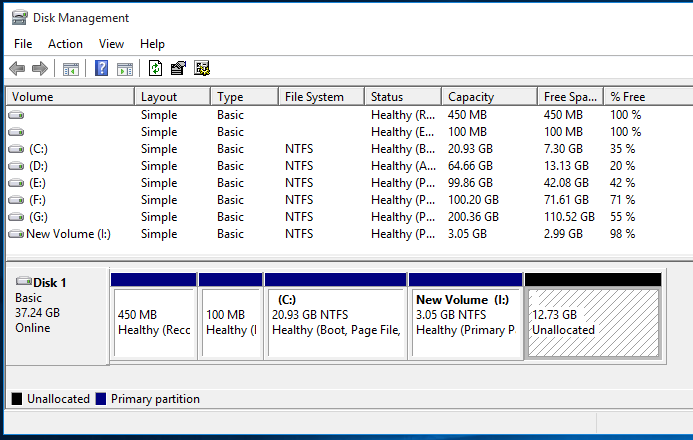 Disk Management
File Action View Help
Volume Layout Type File System Status Capacity Free Spa... % Free
Simple Basic Healthy (R... 450 MB 450 MB 100 %
Simple Basic Healthy (E... 100 MB 100 MB 100 %
(C:) Simple Basic NTFS Healthy (B... 20.93 GB 7.30 GB 35 %
(D:) Simple Basic NTFS Healthy (A... 64.66 GB 13.13 GB 20 %
(E:) Simple Basic NTFS Healthy (P... 99.86 GB 42.08 GB 42 %
(F:) Simple Basic NTFS Healthy (P... 100.20 GB 71.61 GB 71 %
(G:) Simple Basic NTFS Healthy (P... 200.36 GB 110.52 GB 55 %
New Volume (I:) Simple Basic NTFS Healthy (P... 3.05 GB 2.99 GB 98 %
Disk 1
Basic
37.24 GB
Online
450 MB
Healthy (Reco
100 MB
Healthy (I
(C:)
20.93 GB NTFS
Healthy (Boot, Page File,
New Volume (I:)
3.05 GB NTFS
Healthy (Primary P
12.73 GB
Unallocated
Unallocated Primary partition